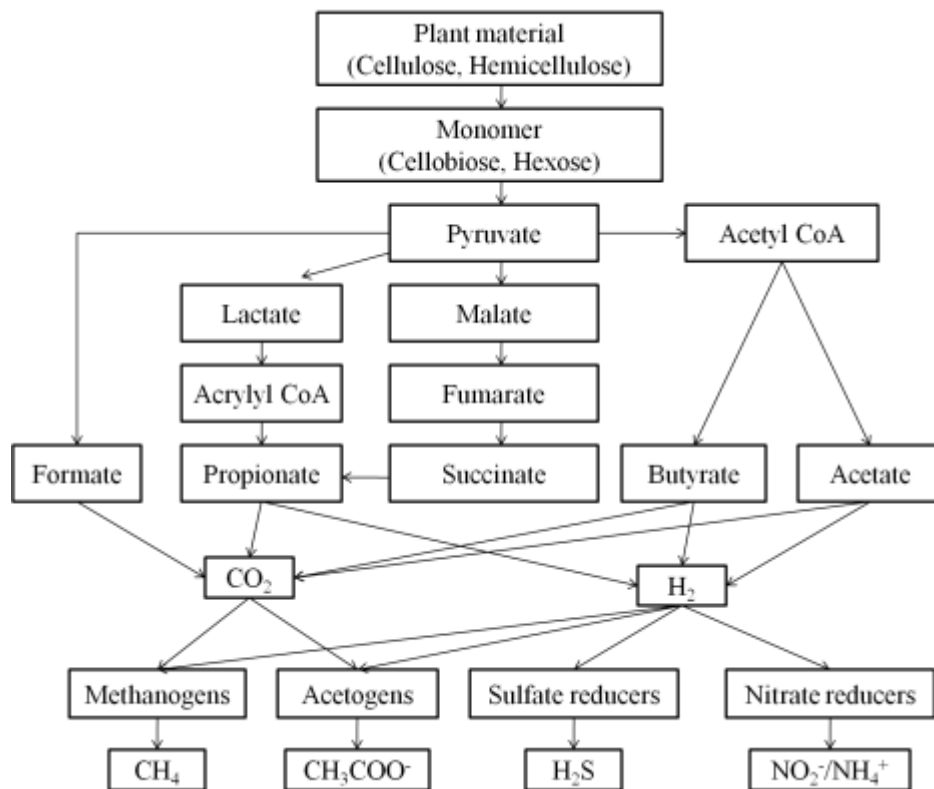 Plant material
(Cellulose, Hemicellulose)
Monomer
(Cellobiose, Hexose)
Pyruvate
Acetyl CoA
Lactate
Malate
Acrylyl CoA
Fumarate
Formate
Propionate
Succinate
Butyrate
Acetate
CO₂
H₂
Methanogens
Acetogens
Sulfate reducers
Nitrate reducers
CH₄
CH₃COO⁻
H₂S
NO₂⁻/NH₄⁺